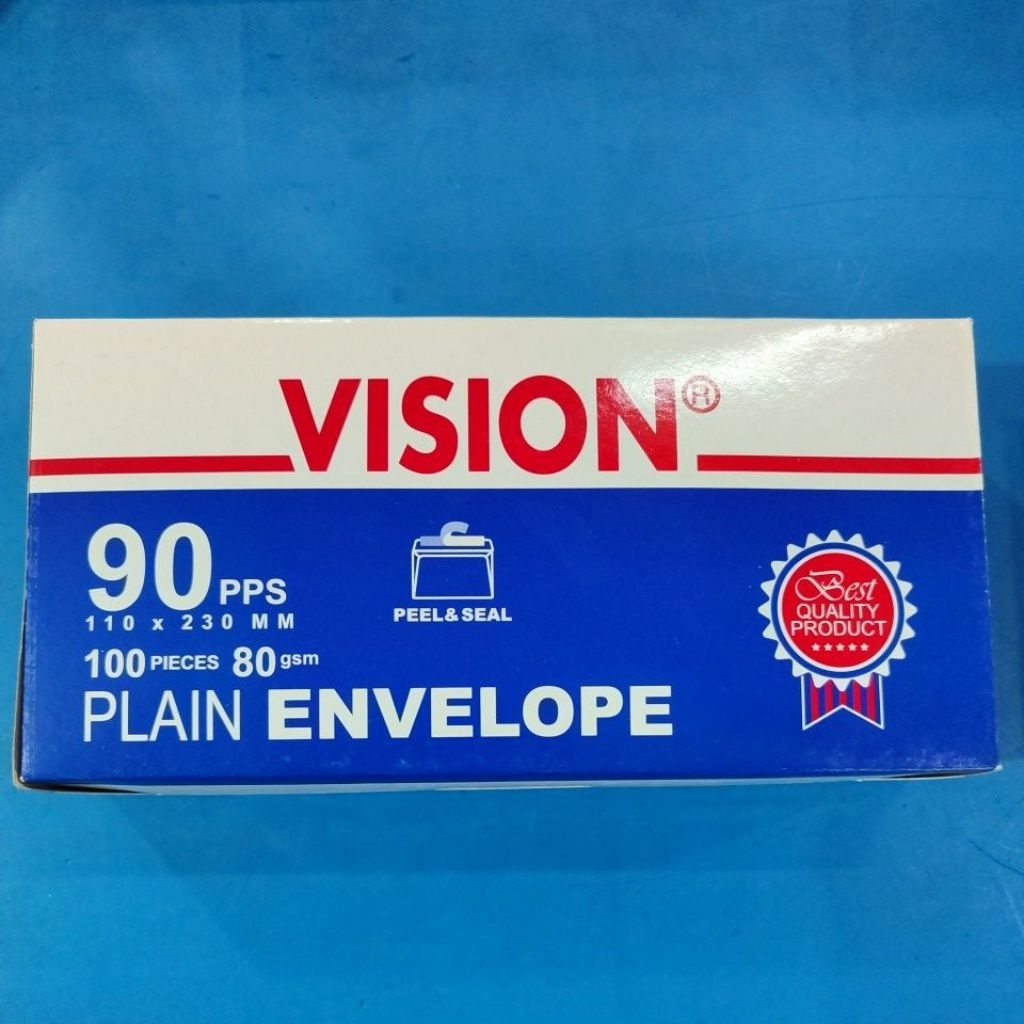 VISION®
90 PPS
110 x 230 MM
PEEL & SEAL
100 PIECES 80 gsm
PLAIN ENVELOPE
Best
QUALITY
PRODUCT